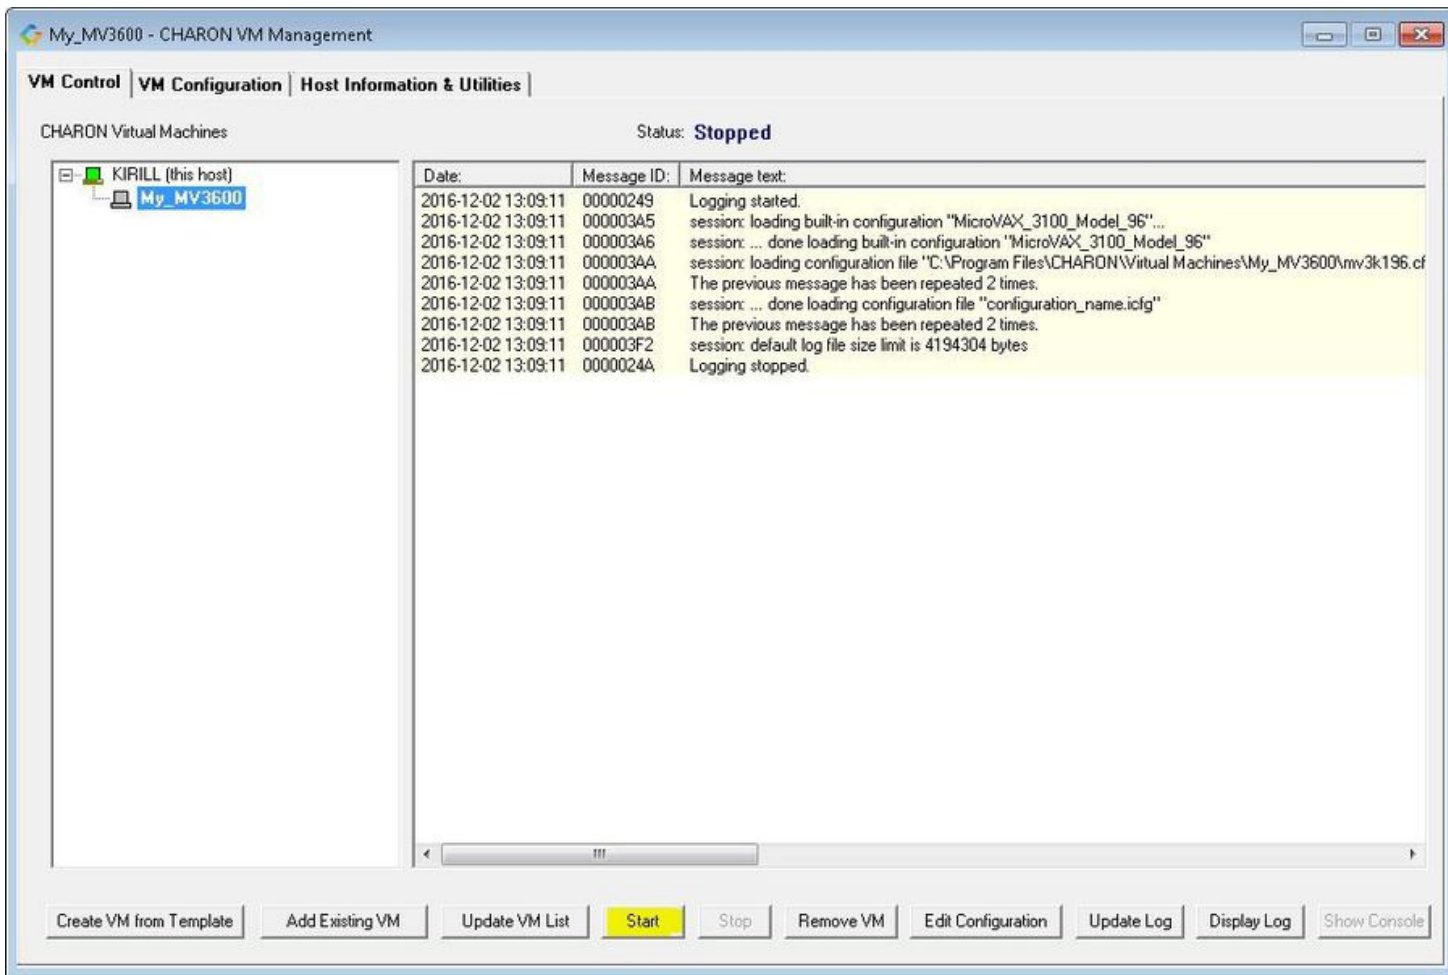 My_MV3600 - CHARON VM Management
VM Control VM Configuration Host Information & Utilities
CHARON Virtual Machines Status: Stopped
KIRILL (this host)
My_MV3600
Date: Message ID: Message text:
2016-12-02 13:09:11 00000249 Logging started.
2016-12-02 13:09:11 000003A5 session: loading built-in configuration "MicroVAX_3100_Model_96"...
2016-12-02 13:09:11 000003A6 session: ... done loading built-in configuration "MicroVAX_3100_Model_96"
2016-12-02 13:09:11 000003AA session: loading configuration file "C:\Program Files\CHARON\Virtual Machines\My_MV3600\mv3k196.cf
2016-12-02 13:09:11 000003AA The previous message has been repeated 2 times.
2016-12-02 13:09:11 000003AB session: ... done loading configuration file "configuration_name.icfg"
2016-12-02 13:09:11 000003AB The previous message has been repeated 2 times.
2016-12-02 13:09:11 000003F2 session: default log file size limit is 4194304 bytes
2016-12-02 13:09:11 0000024A Logging stopped.
Create VM from Template Add Existing VM Update VM List Start Stop Remove VM Edit Configuration Update Log Display Log Show Console